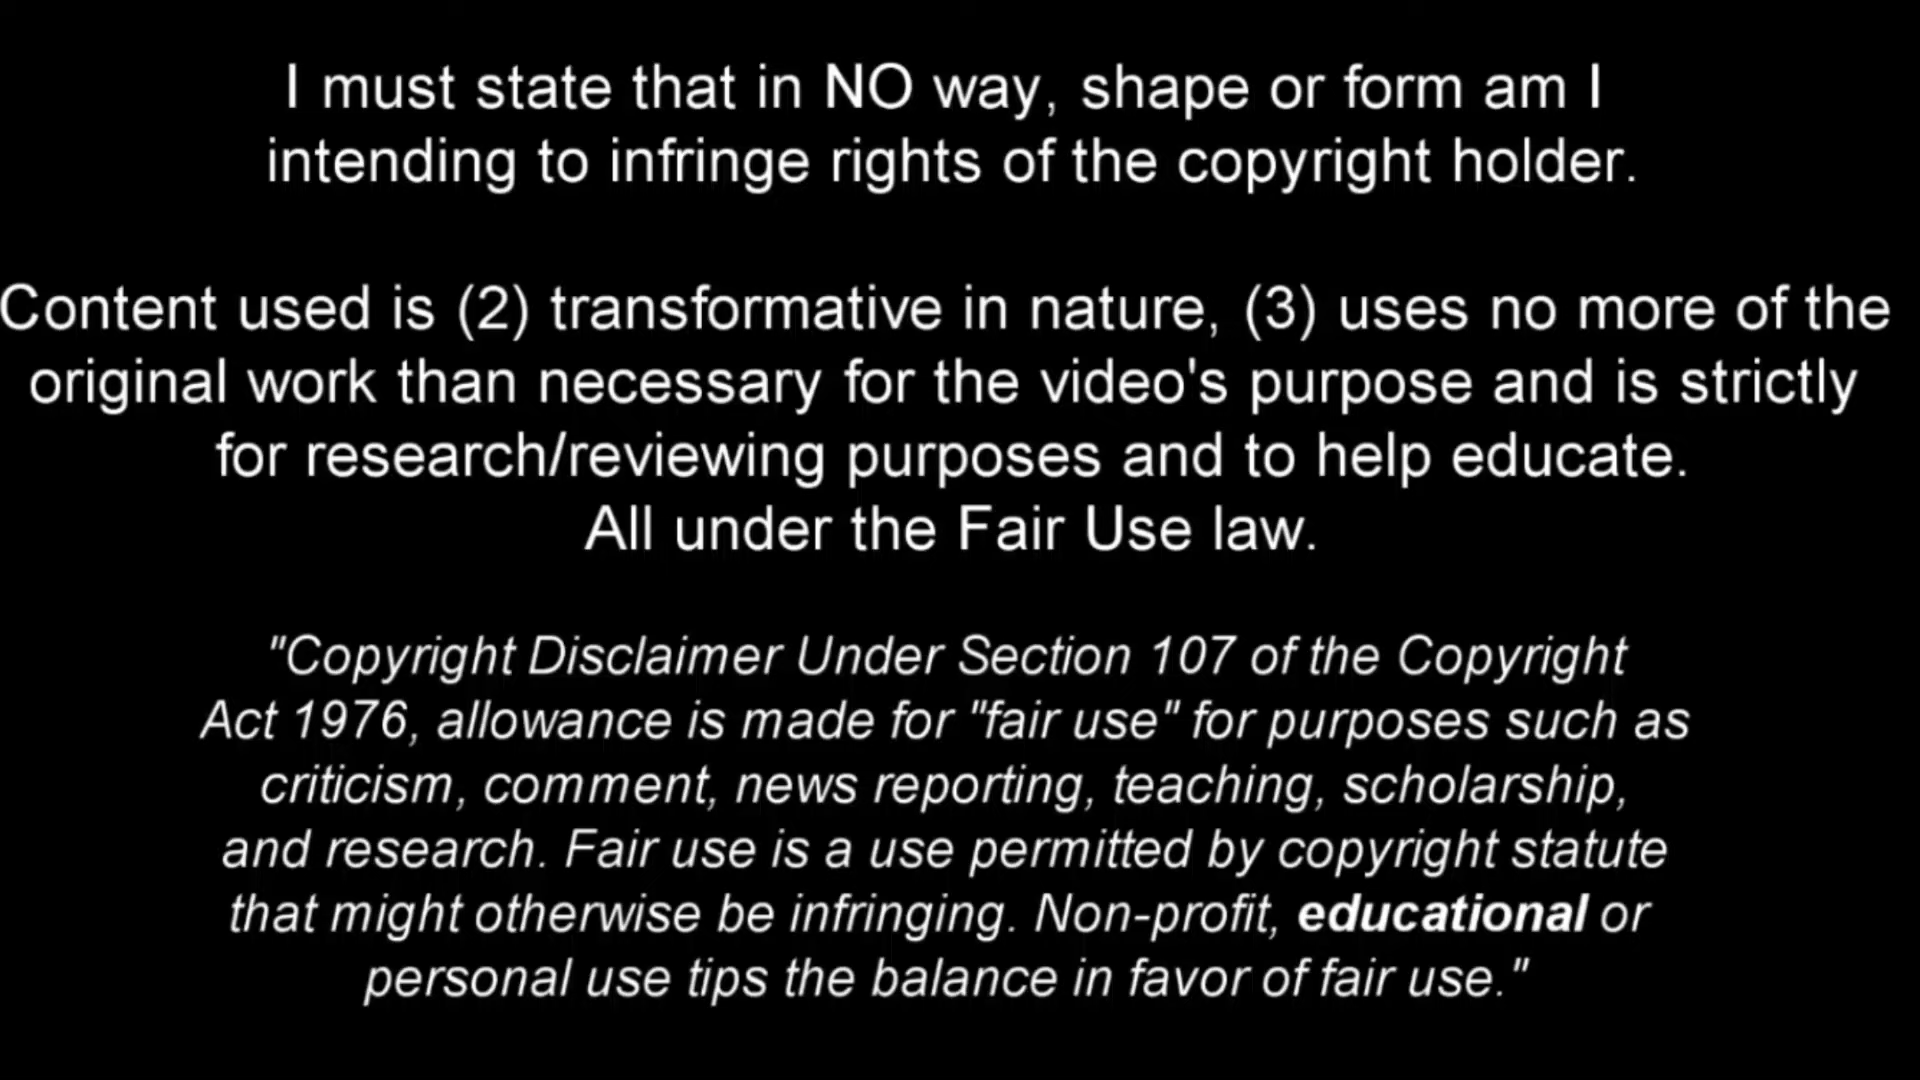 I must state that in NO way, shape or form am I
intending to infringe rights of the copyright holder.
Content used is (2) transformative in nature, (3) uses no more of the
original work than necessary for the video's purpose and is strictly
for research/reviewing purposes and to help educate.
All under the Fair Use law.
"Copyright Disclaimer Under Section 107 of the Copyright
Act 1976, allowance is made for "fair use" for purposes such as
criticism, comment, news reporting, teaching, scholarship,
and research. Fair use is a use permitted by copyright statute
that might otherwise be infringing. Non-profit, educational or
personal use tips the balance in favor of fair use."